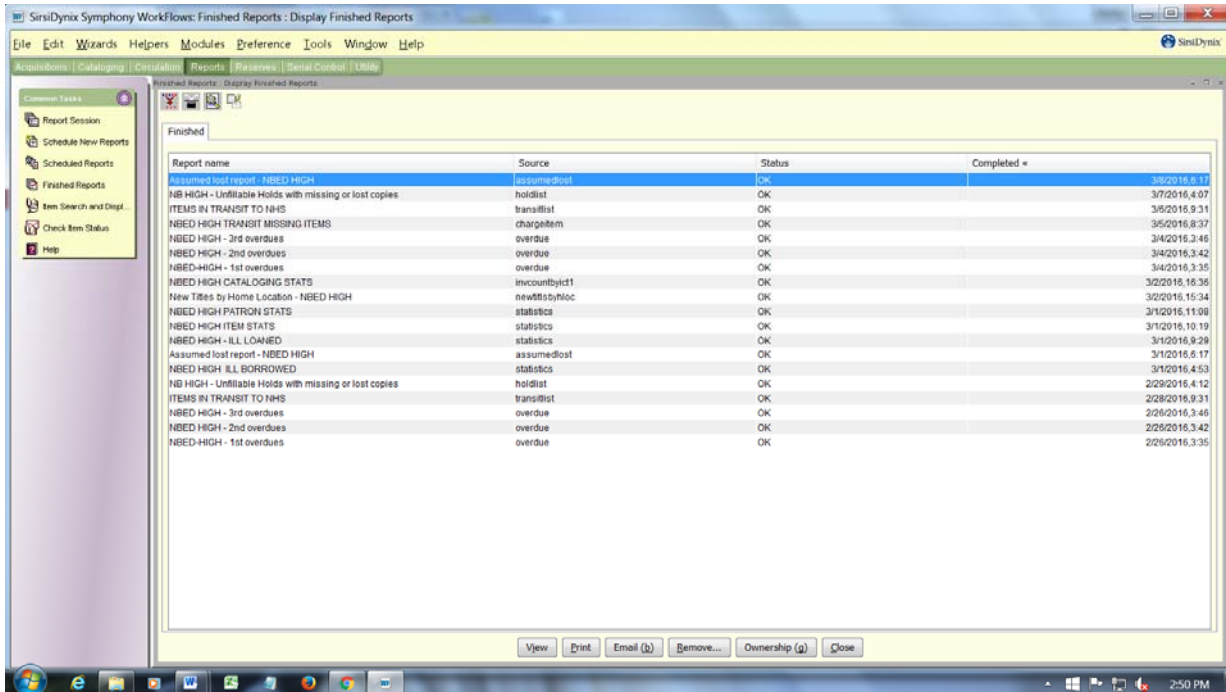 SirsiDynix Symphony WorkFlows: Finished Reports : Display Finished Reports
File Edit Wizards Helpers Modules Preference Tools Window Help
SirsiDynix
Acquisitions Cataloging Circulation Reports Reserves Serial Control Utility
Finished Reports : Display Finished Reports
Common Tasks
Report Session
Schedule New Reports
Scheduled Reports
Finished Reports
Item Search and Displ...
Check Item Status
Help
Finished
Report name Source Status Completed
Assumed lost report - NBED HIGH assumedlost OK 3/8/2016,6:17
NB HIGH - Unfillable Holds with missing or lost copies holdlist OK 3/7/2016,4:07
ITEMS IN TRANSIT TO NHS transitlist OK 3/6/2016,9:31
NBED HIGH TRANSIT MISSING ITEMS chargeitem OK 3/5/2016,8:37
NBED HIGH - 3rd overdues overdue OK 3/4/2016,3:46
NBED HIGH - 2nd overdues overdue OK 3/4/2016,3:42
NBED-HIGH - 1st overdues overdue OK 3/4/2016,3:35
NBED HIGH CATALOGING STATS invcountbyict1 OK 3/2/2016,16:36
New Titles by Home Location - NBED HIGH newtitlsbyhloc OK 3/2/2016,15:34
NBED HIGH PATRON STATS statistics OK 3/1/2016,11:08
NBED HIGH ITEM STATS statistics OK 3/1/2016,10:19
NBED HIGH - ILL LOANED statistics OK 3/1/2016,9:29
Assumed lost report - NBED HIGH assumedlost OK 3/1/2016,6:17
NBED HIGH ILL BORROWED statistics OK 3/1/2016,4:53
NB HIGH - Unfillable Holds with missing or lost copies holdlist OK 2/29/2016,4:12
ITEMS IN TRANSIT TO NHS transitlist OK 2/28/2016,9:31
NBED HIGH - 3rd overdues overdue OK 2/26/2016,3:46
NBED HIGH - 2nd overdues overdue OK 2/26/2016,3:42
NBED-HIGH - 1st overdues overdue OK 2/26/2016,3:35
View Print Email (b) Remove... Ownership (g) Close
2:50 PM